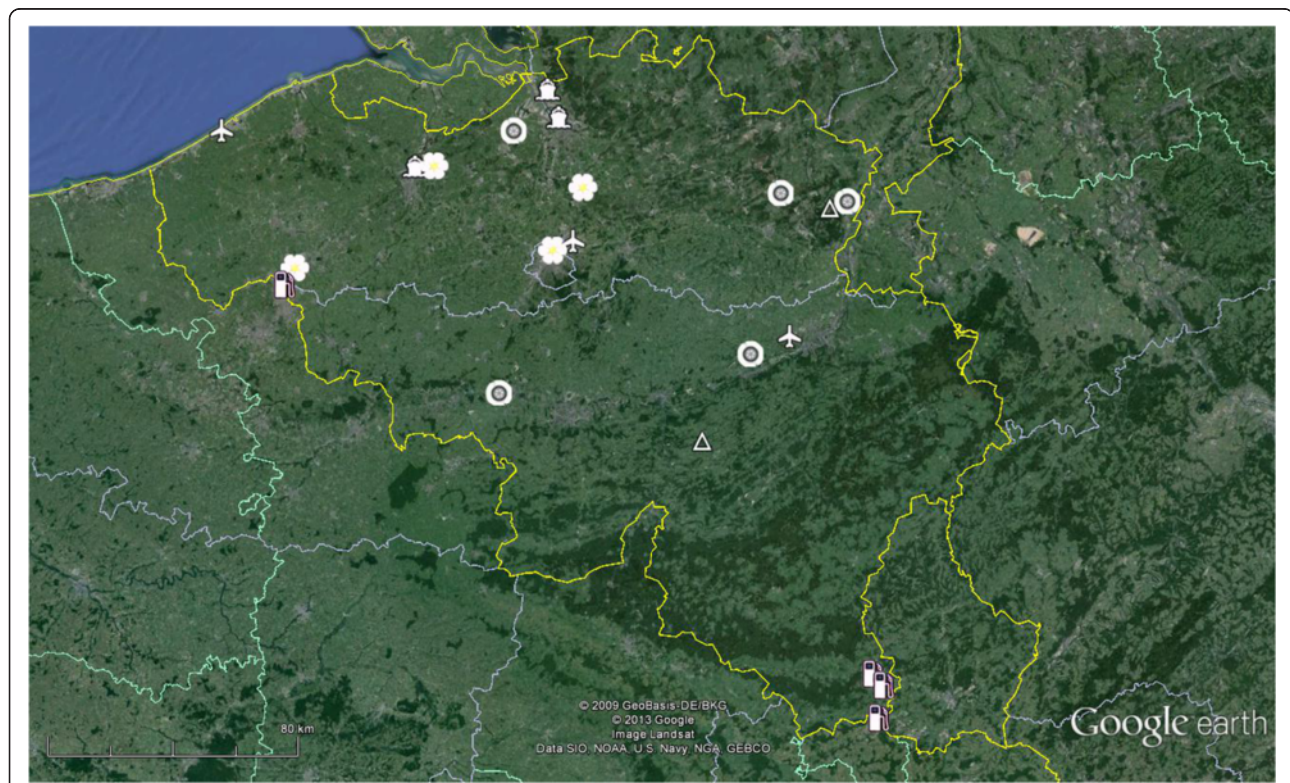 80 km
© 2009 GeoBasis-DE/BKG
© 2013 Google
Image Landsat
Data SIO, NOAA, U.S. Navy, NGA, GEBCO
Google earth